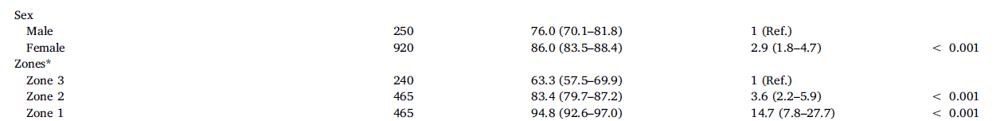 Sex
Male 250 76.0 (70.1–81.8) 1 (Ref.)
Female 920 86.0 (83.5–88.4) 2.9 (1.8–4.7) < 0.001
Zones*
Zone 3 240 63.3 (57.5–69.9) 1 (Ref.)
Zone 2 465 83.4 (79.7–87.2) 3.6 (2.2–5.9) < 0.001
Zone 1 465 94.8 (92.6–97.0) 14.7 (7.8–27.7) < 0.001